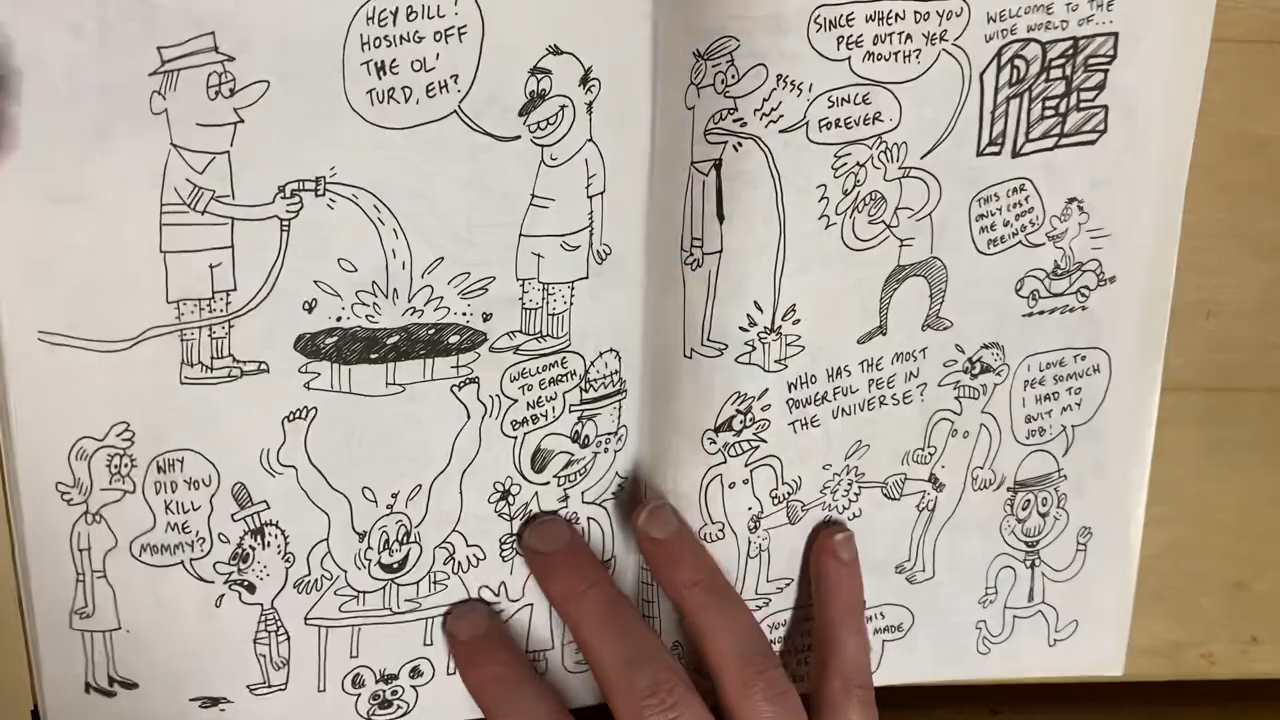 HEY BILL!
HOSING OFF
THE OL'
TURD, EH?
WHY
DID YOU
KILL
ME,
MOMMY?
WELCOME
TO EARTH,
NEW
BABY!
SINCE WHEN DO YOU
PEE OUTTA YER
MOUTH?
PSSS!
SINCE
FOREVER.
WELCOME TO THE
WIDE WORLD OF...
PEE
THIS CAR
ONLY COST
ME 6,000
PEEINGS!
WHO HAS THE MOST
POWERFUL PEE IN
THE UNIVERSE?
I LOVE TO
PEE SO MUCH
I HAD TO
QUIT MY
JOB!
YOU
HIS
MADE